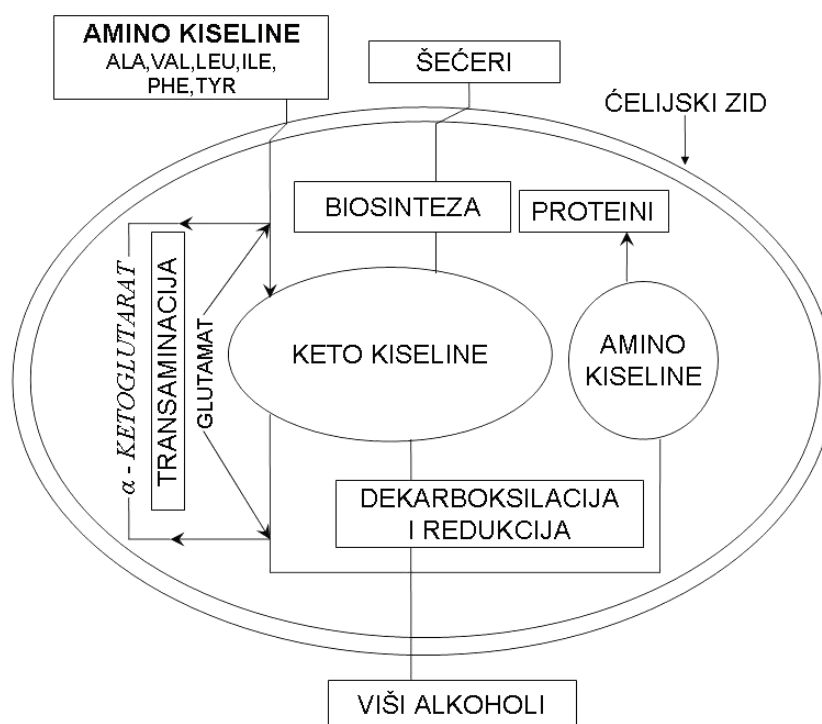 AMINO KISELINE
ALA,VAL,LEU,ILE,
PHE,TYR
ŠEĆERI
ĆELIJSKI ZID
BIOSINTEZA
PROTEINI
α - KETOGLUTARAT
TRANSAMINACIJA
GLUTAMAT
KETO KISELINE
AMINO
KISELINE
DEKARBOKSILACIJA
I REDUKCIJA
VIŠI ALKOHOLI